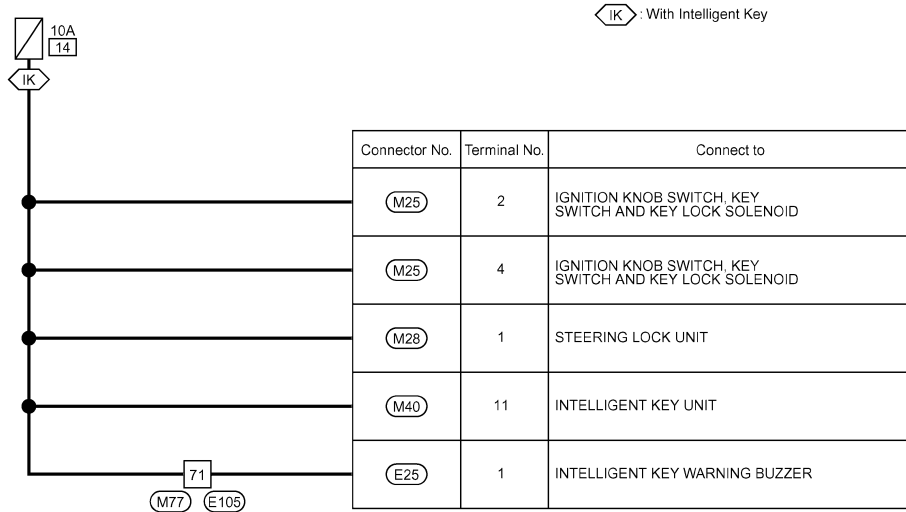 IK : With Intelligent Key
10A
14
IK
Connector No. Terminal No. Connect to
M25 2 IGNITION KNOB SWITCH, KEY
SWITCH AND KEY LOCK SOLENOID
M25 4 IGNITION KNOB SWITCH, KEY
SWITCH AND KEY LOCK SOLENOID
M28 1 STEERING LOCK UNIT
M40 11 INTELLIGENT KEY UNIT
71 E25 1 INTELLIGENT KEY WARNING BUZZER
M77 E105